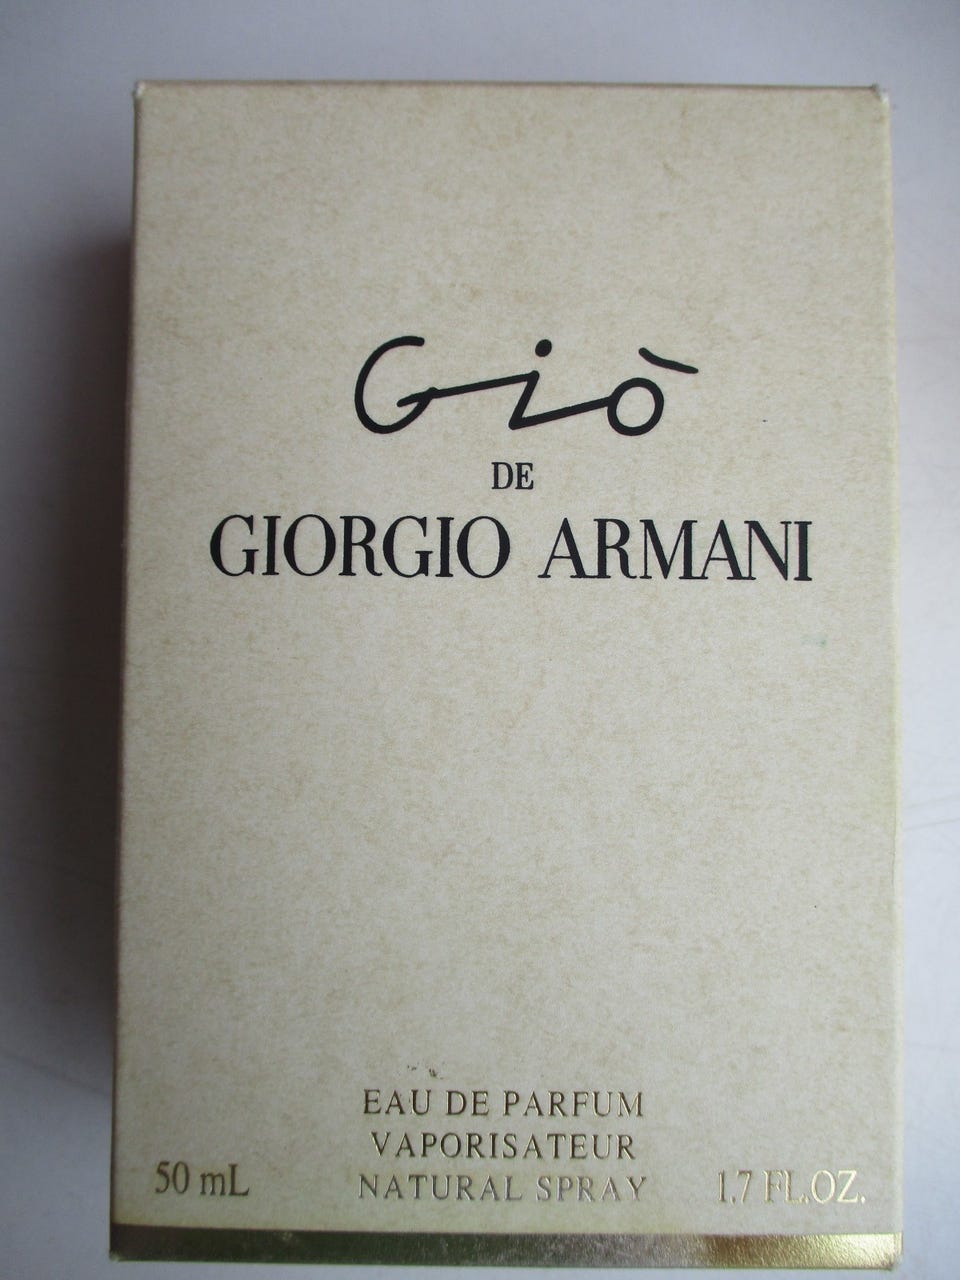 Giò
DE
GIORGIO ARMANI
EAU DE PARFUM
VAPORISATEUR
50 mL NATURAL SPRAY 1.7 FL.OZ.